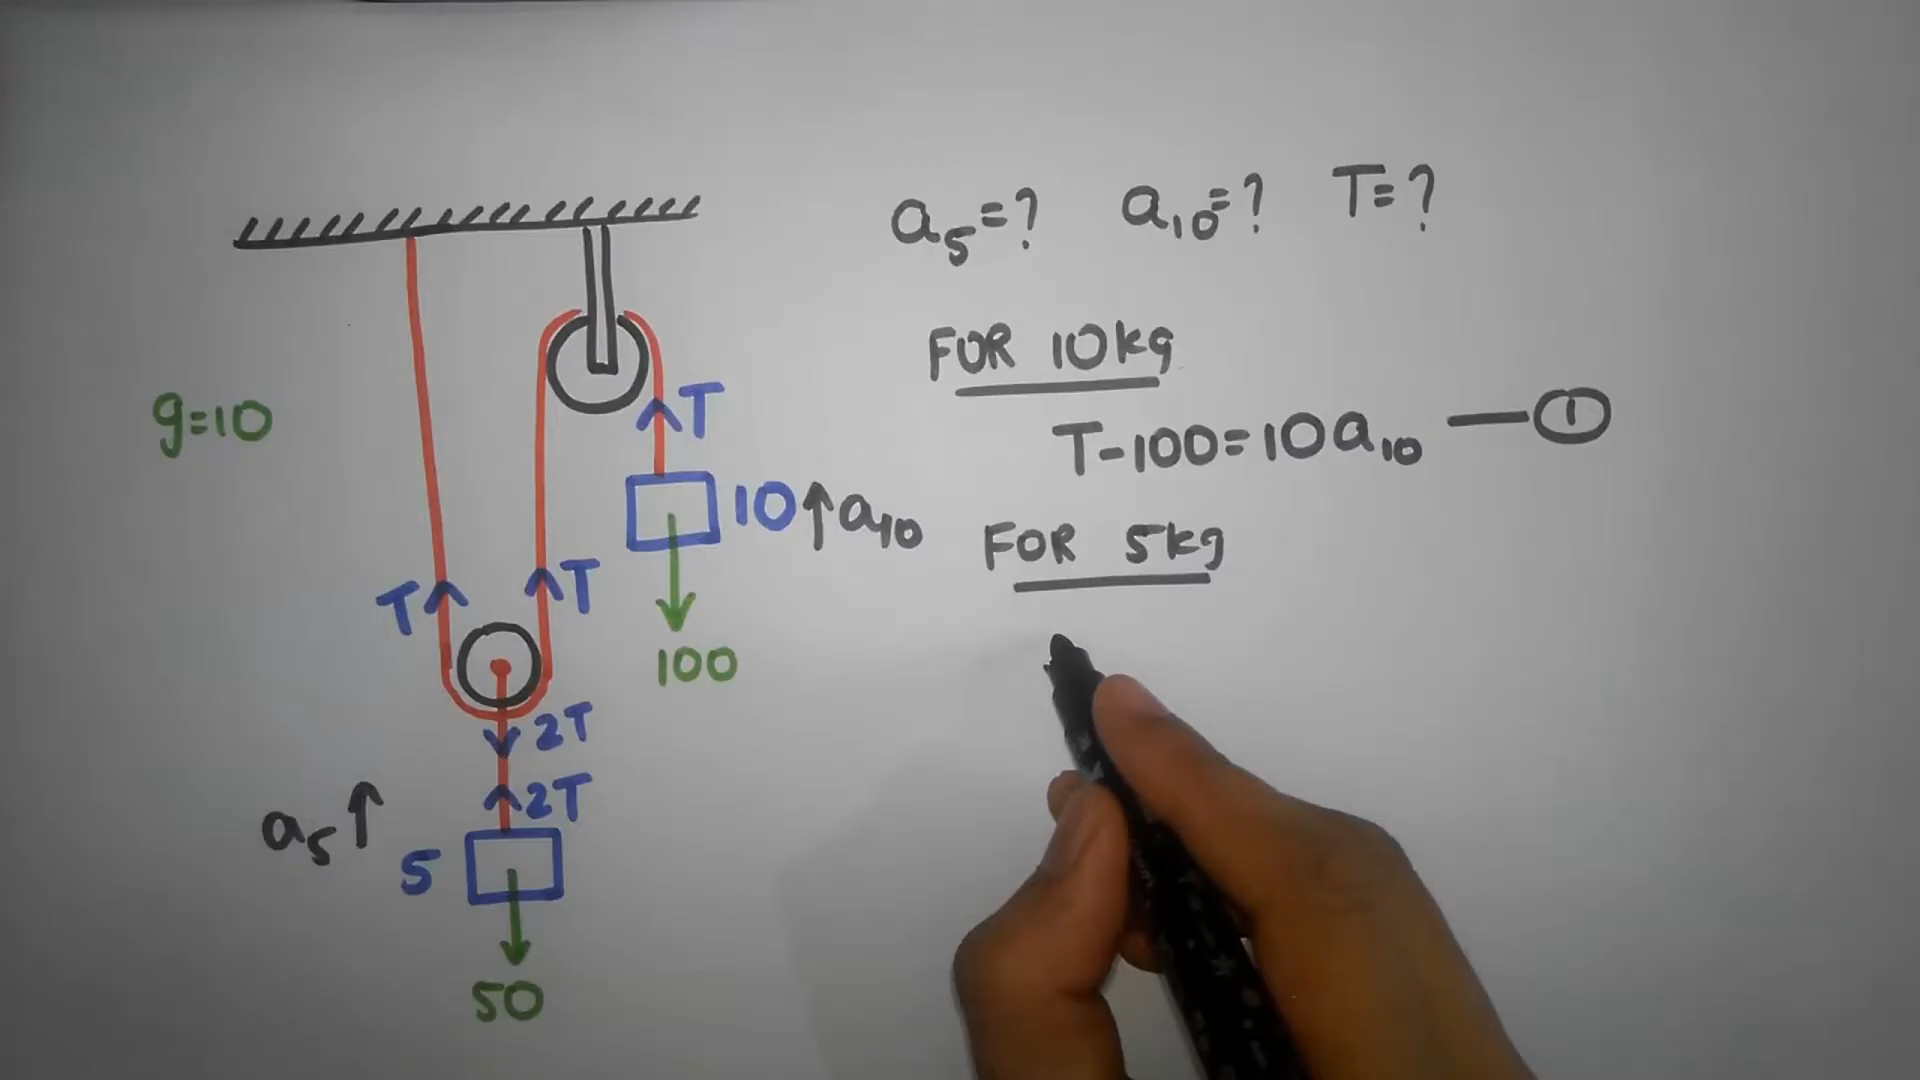 a5=? a10=? T=?
FOR 10kg
T-100=10a10 — 1
FOR 5kg
g=10
T
10↑a10
T
T
100
2T
2T
a5↑
5
50